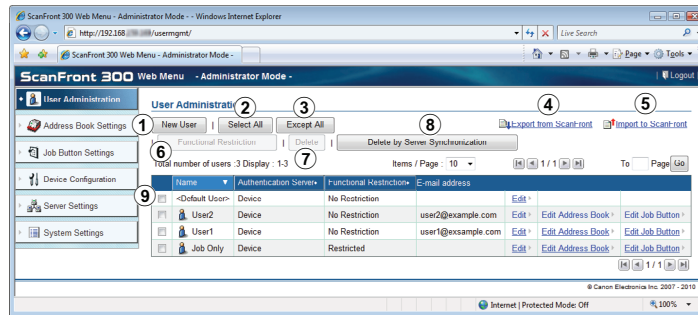 ScanFront 300 Web Menu - Administrator Mode - - Windows Internet Explorer
http://192.168 /usermgmt/
Live Search
ScanFront 300 Web Menu - Administrator Mode -
Page Tools
ScanFront 300 Web Menu - Administrator Mode -
Logout
User Administration
Address Book Settings
Job Button Settings
Device Configuration
Server Settings
System Settings
User Administratio
2 3 4 5
1 New User | Select All | Except All 8 Export from ScanFront Import to ScanFront
6 Functional Restriction | Delete | Delete by Server Synchronization
7
Total number of users :3 Display : 1-3 Items / Page : 10 1 / 1 To Page Go
9 Name ▼ Authentication Server Functional Restriction E-mail address
<Default User> Device No Restriction Edit
User2 Device No Restriction user2@example.com Edit Edit Address Book Edit Job Button
User1 Device No Restriction user1@exsample.com Edit Edit Address Book Edit Job Button
Job Only Device Restricted Edit Edit Address Book Edit Job Button
1 / 1
© Canon Electronics Inc. 2007 - 2010
Internet | Protected Mode: Off 100%